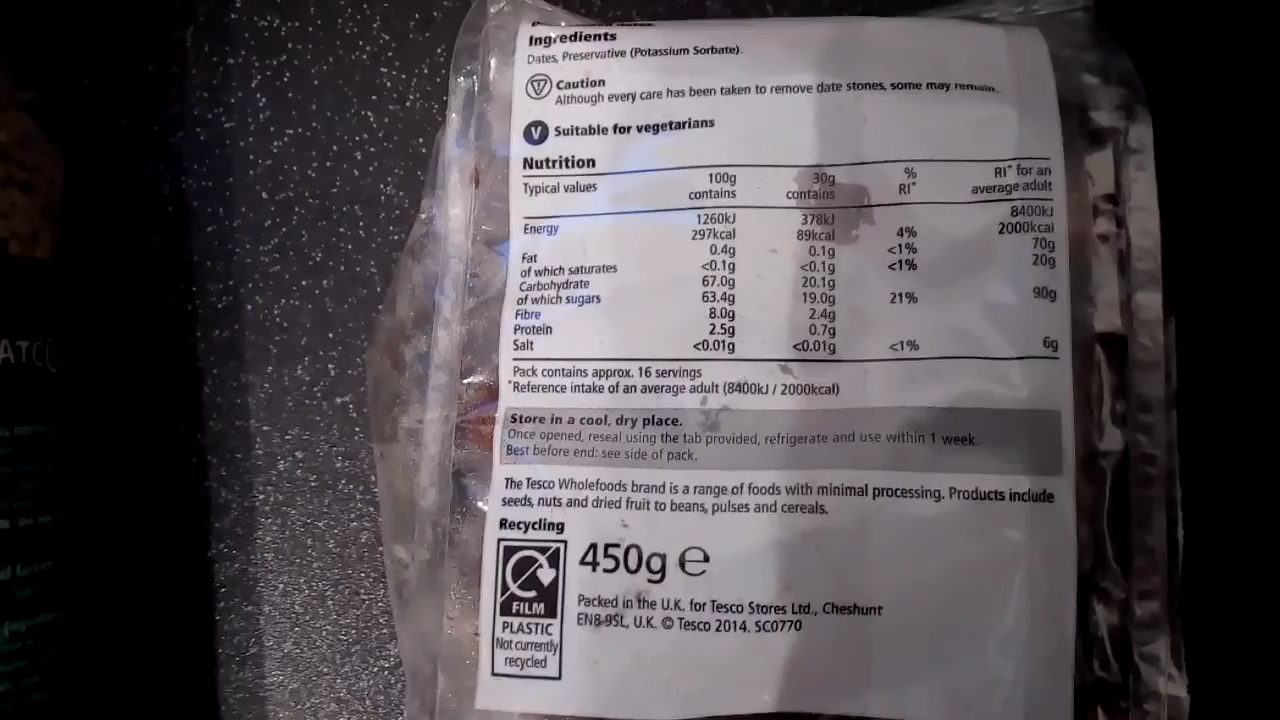 Ingredients
Dates, Preservative (Potassium Sorbate).
Caution
Although every care has been taken to remove date stones, some may remain.
V Suitable for vegetarians
Nutrition
Typical values 100g contains 30g contains % RI* RI* for an average adult
Energy 1260kJ 378kJ 8400kJ
297kcal 89kcal 4% 2000kcal
Fat 0.4g 0.1g <1% 70g
of which saturates <0.1g <0.1g <1% 20g
Carbohydrate 67.0g 20.1g
of which sugars 63.4g 19.0g 21% 90g
Fibre 8.0g 2.4g
Protein 2.5g 0.7g
Salt <0.01g <0.01g <1% 6g
Pack contains approx. 16 servings
*Reference intake of an average adult (8400kJ / 2000kcal)
Store in a cool, dry place.
Once opened, reseal using the tab provided, refrigerate and use within 1 week.
Best before end: see side of pack.
The Tesco Wholefoods brand is a range of foods with minimal processing. Products include
seeds, nuts and dried fruit to beans, pulses and cereals.
Recycling
FILM
PLASTIC
Not currently
recycled
450g e
Packed in the U.K. for Tesco Stores Ltd., Cheshunt
EN8-9SL, U.K. © Tesco 2014. SC0770